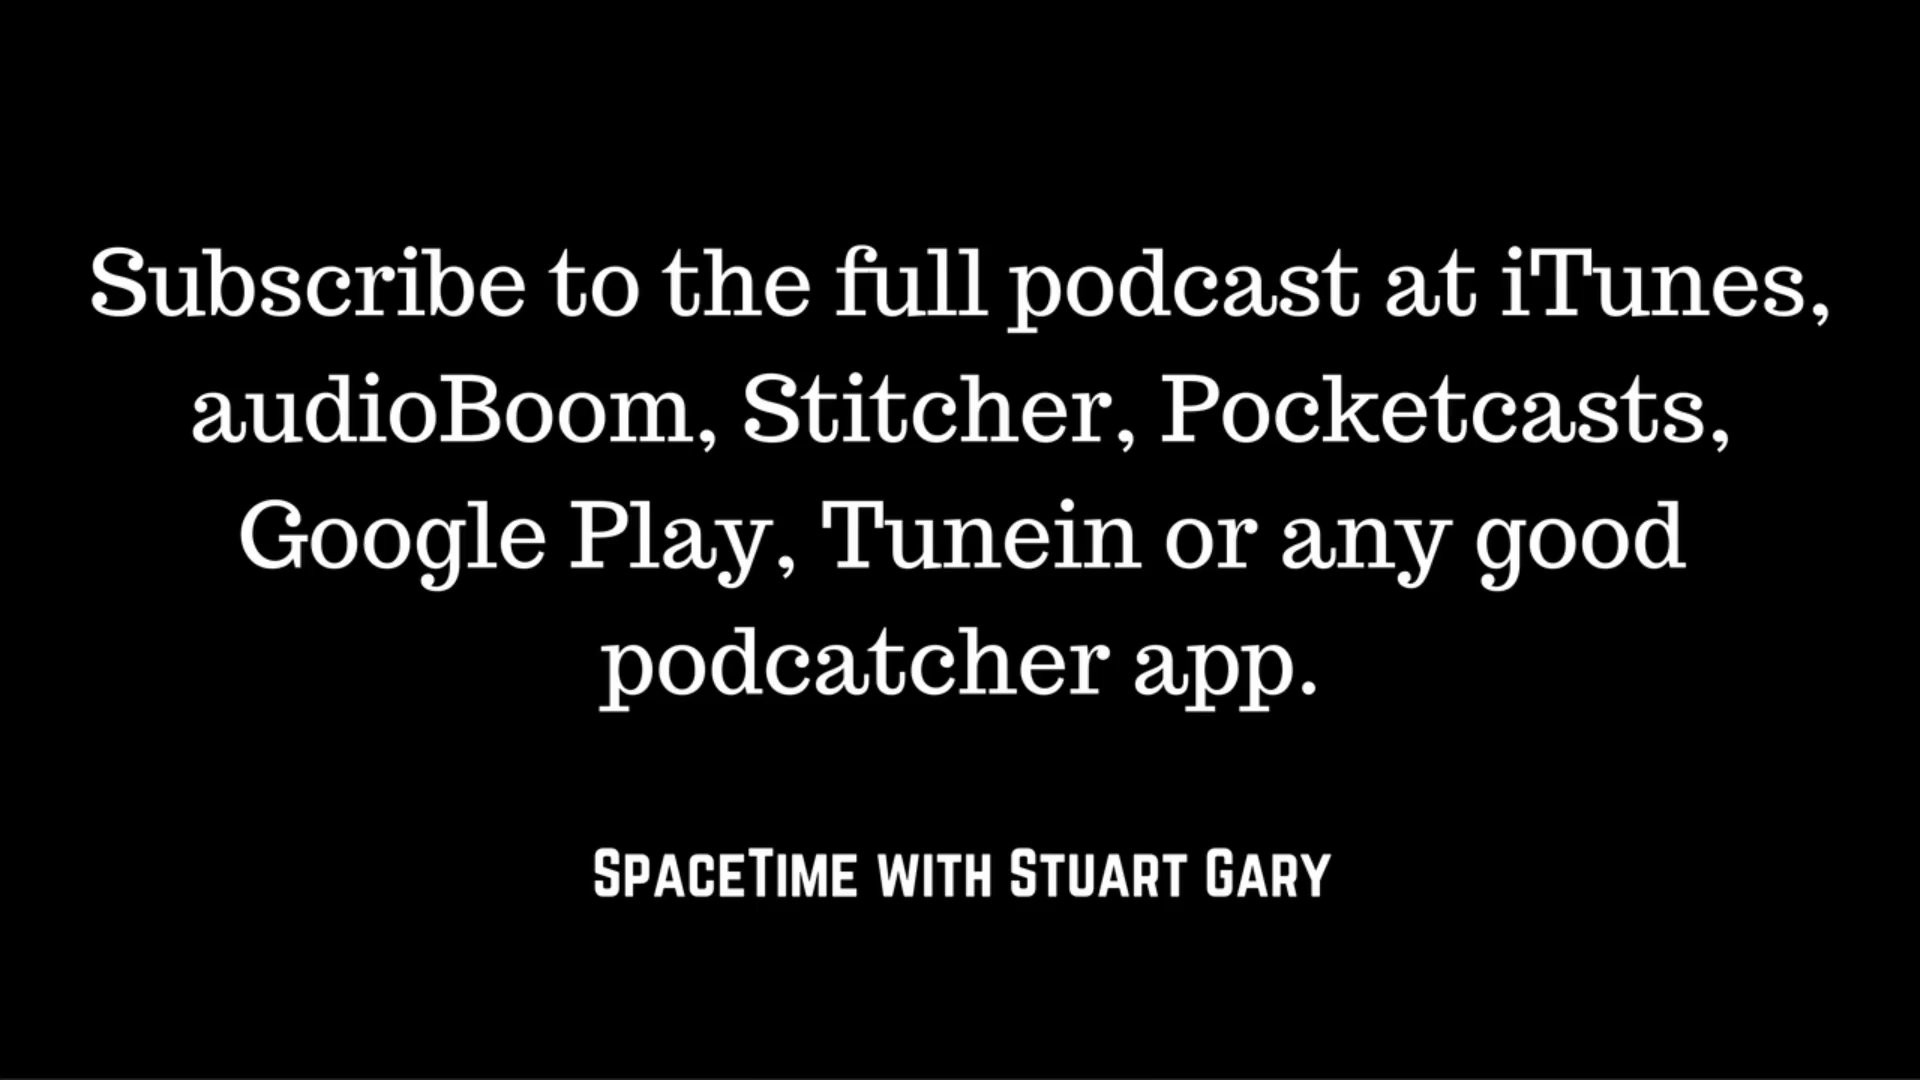 Subscribe to the full podcast at iTunes,
audioBoom, Stitcher, Pocketcasts,
Google Play, Tunein or any good
podcatcher app.
SpaceTime with Stuart Gary